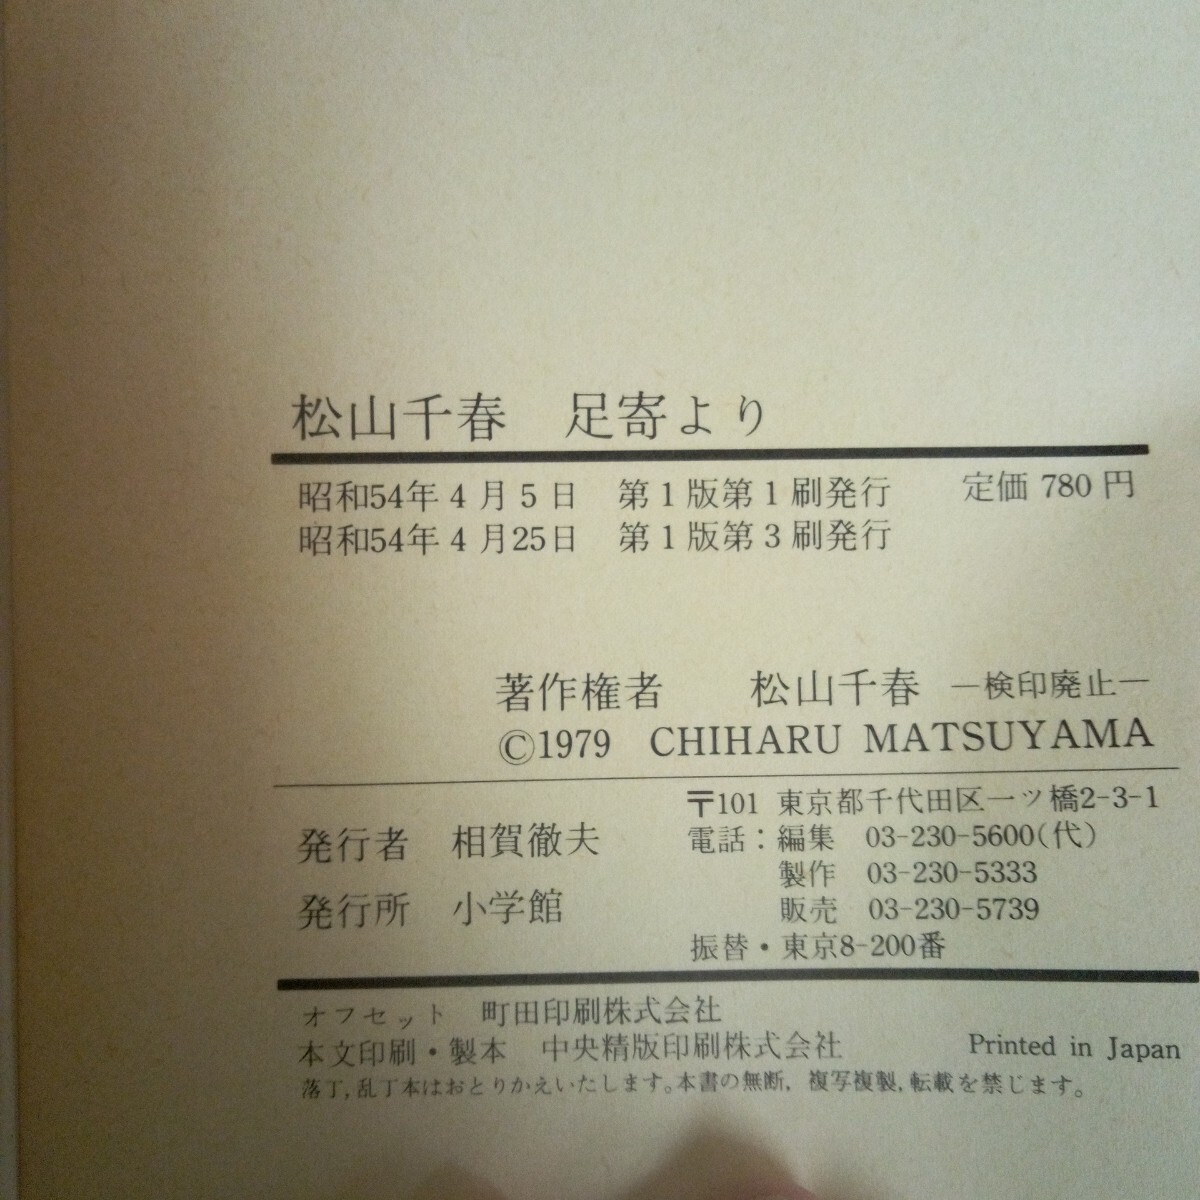 松山千春　足寄より
昭和54年4月5日　第1版第1刷発行　定価 780 円
昭和54年4月25日　第1版第3刷発行
著作権者　松山千春　―検印廃止―
©1979　CHIHARU MATSUYAMA
〒101 東京都千代田区一ツ橋2-3-1
発行者　相賀徹夫　電話：編集　03-230-5600(代)
製作　03-230-5333
発行所　小学館　販売　03-230-5739
振替・東京8-200番
オフセット　町田印刷株式会社
本文印刷・製本　中央精版印刷株式会社　Printed in Japan
落丁,乱丁本はおとりかえいたします。本書の無断,複写複製,転載を禁じます。